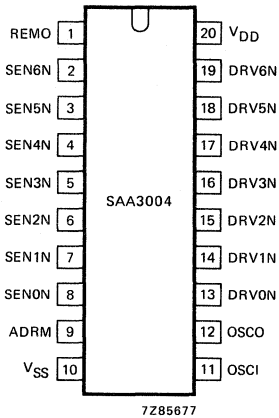 REMO 1 20 VDD
SEN6N 2 19 DRV6N
SEN5N 3 18 DRV5N
SEN4N 4 17 DRV4N
SEN3N 5 16 DRV3N
SAA3004
SEN2N 6 15 DRV2N
SEN1N 7 14 DRV1N
SEN0N 8 13 DRV0N
ADRM 9 12 OSCO
VSS 10 11 OSCI
7Z85677